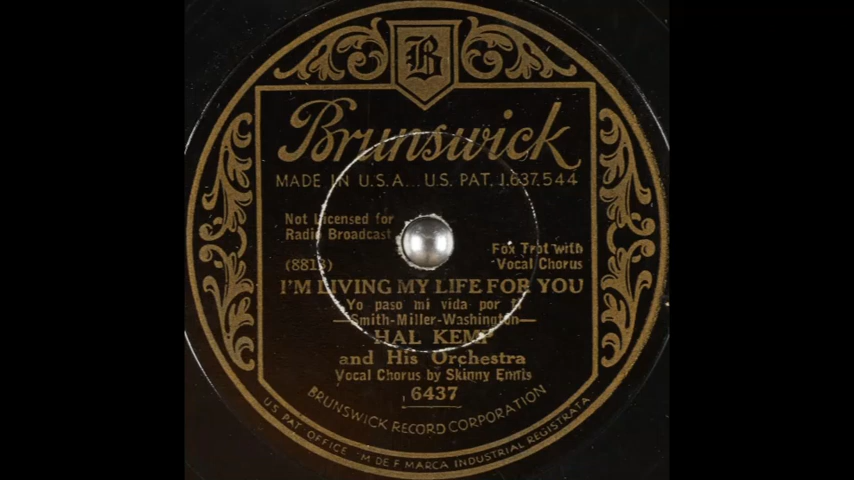 B
Brunswick
MADE IN U.S.A... U.S. PAT. 1.637.544
Not Licensed for
Radio Broadcast
Fox Trot with
Vocal Chorus
I'M LIVING MY LIFE FOR YOU
Yo paso mi vida por ti
—Smith-Miller-Washington—
HAL KEMP
and His Orchestra
Vocal Chorus by Skinny Ennis
6437
BRUNSWICK RECORD CORPORATION
U.S. PAT. OFFICE M DE F MARCA INDUSTRIAL REGISTRATA